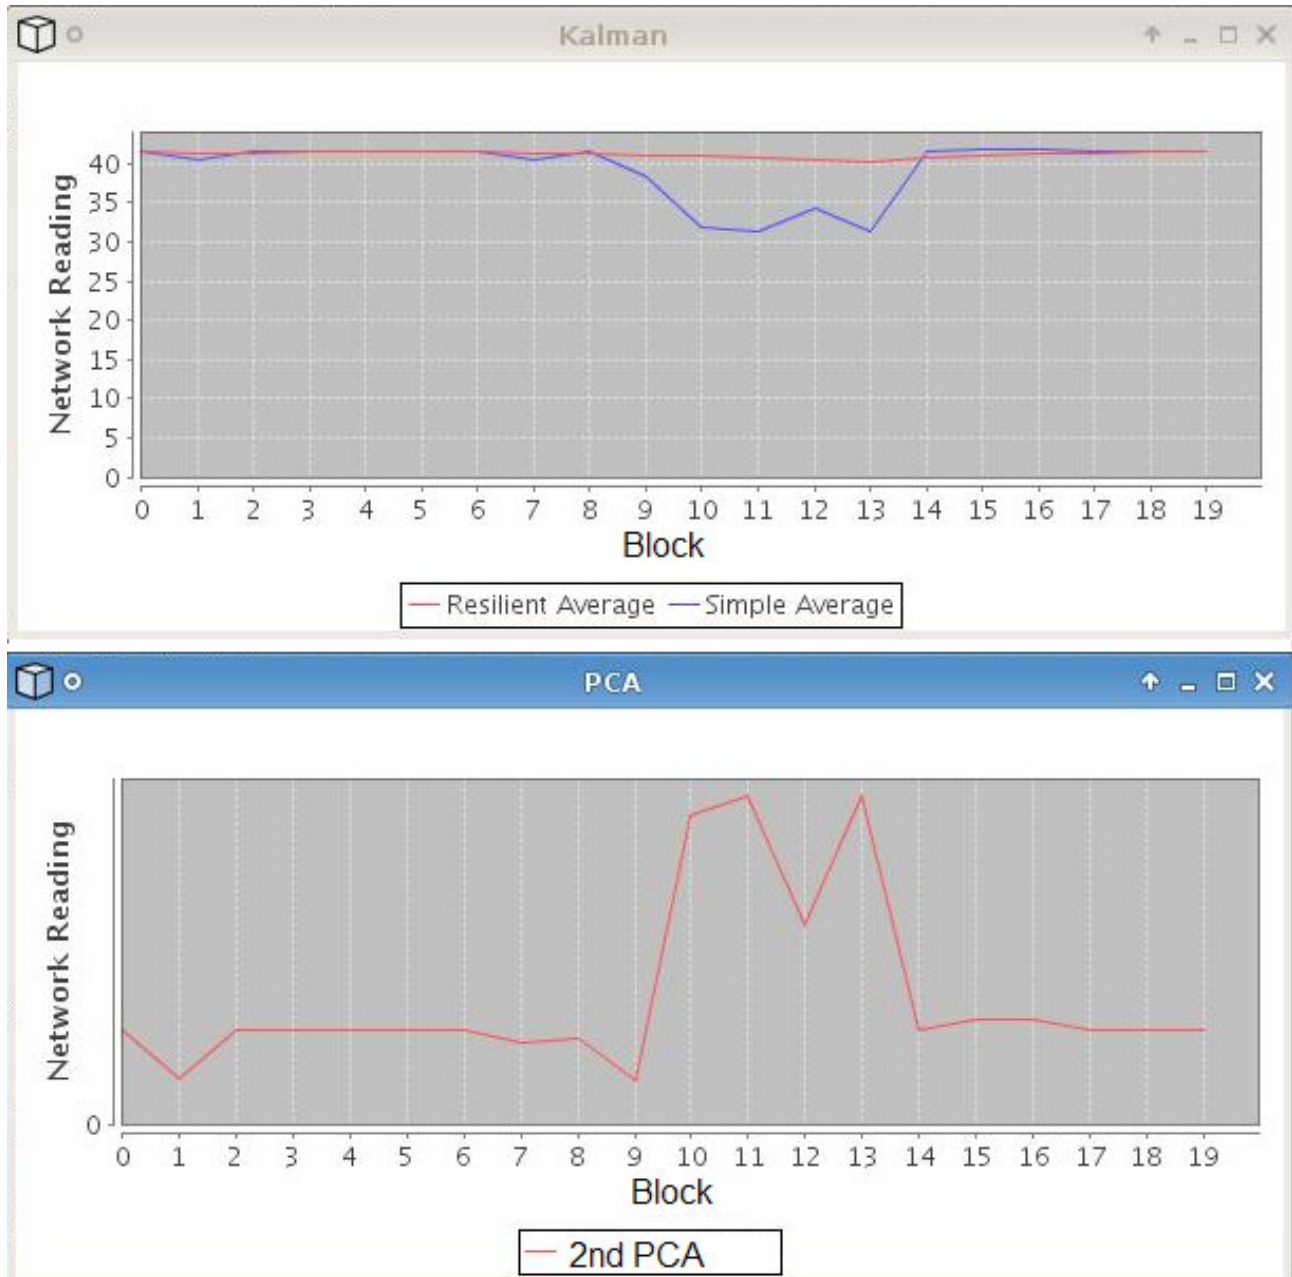 Kalman
Network Reading
40
35
30
25
20
15
10
5
0
0 1 2 3 4 5 6 7 8 9 10 11 12 13 14 15 16 17 18 19
Block
Resilient Average Simple Average
PCA
Network Reading
0
0 1 2 3 4 5 6 7 8 9 10 11 12 13 14 15 16 17 18 19
Block
2nd PCA